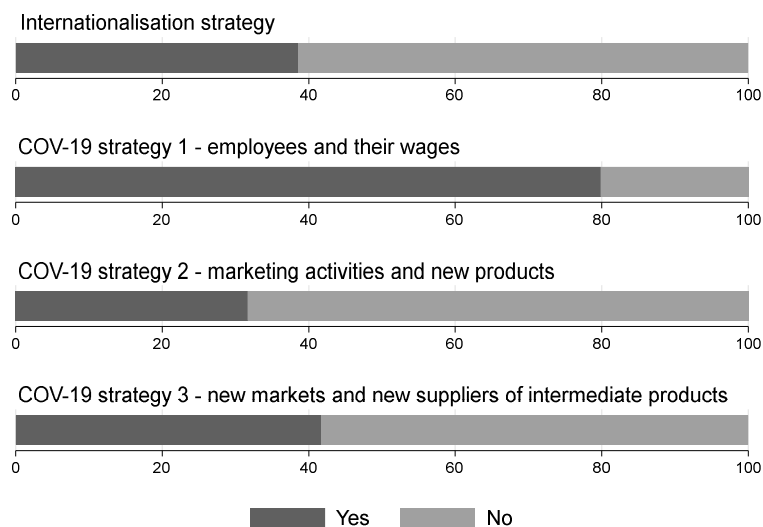 Internationalisation strategy
0 20 40 60 80 100
COV-19 strategy 1 - employees and their wages
0 20 40 60 80 100
COV-19 strategy 2 - marketing activities and new products
0 20 40 60 80 100
COV-19 strategy 3 - new markets and new suppliers of intermediate products
0 20 40 60 80 100
Yes No